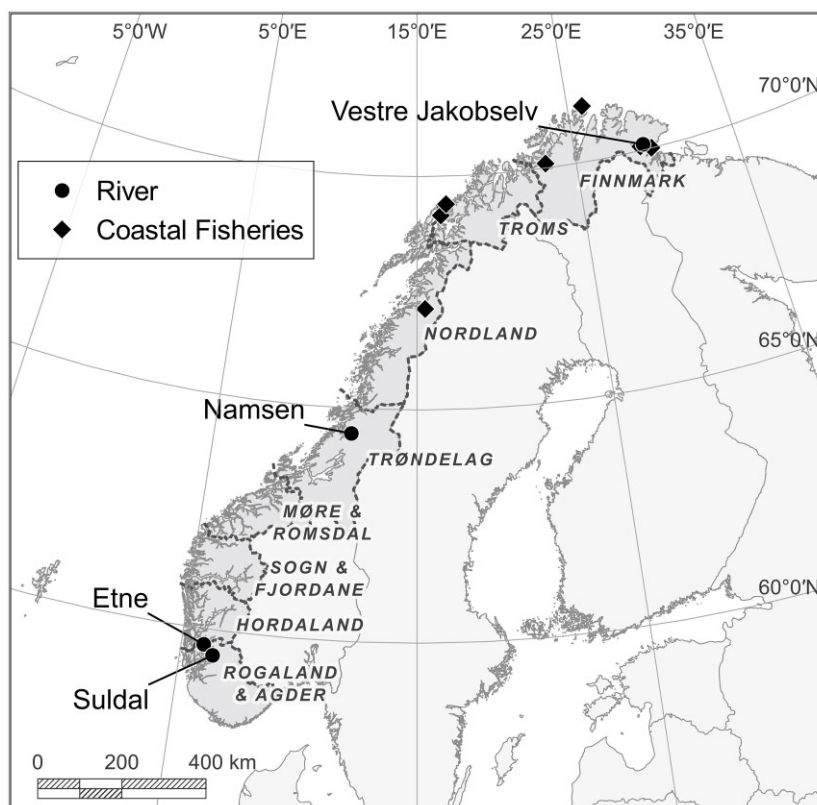 5°0'W
5°0'E
15°0'E
25°0'E
35°0'E
70°0'N
Vestre Jakobselv
River
Coastal Fisheries
FINNMARK
TROMS
NORDLAND
65°0'N
Namsen
TRØNDELAG
MØRE &
ROMSDAL
SOGN &
FJORDANE
60°0'N
Etne
HORDALAND
Suldal
ROGALAND
& AGDER
0 200 400 km